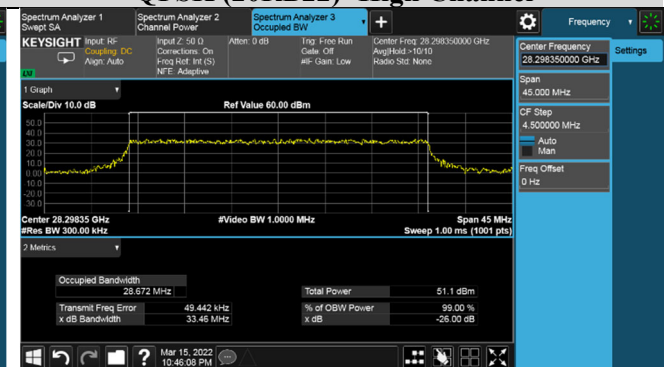 Spectrum Analyzer 1
Swept SA
Spectrum Analyzer 2
Channel Power
Spectrum Analyzer 3
Occupied BW
Frequency
KEYSIGHT
Input: RF
Coupling: DC
Align: Auto
Input Z: 50 Ω
Corrections: On
Freq Ref: Int (S)
NFE: Adaptive
Atten: 0 dB
Trig: Free Run
Gate: Off
#IF Gain: Low
Center Freq: 28.298350000 GHz
Avg|Hold:>10/10
Radio Std: None
Center Frequency
28.298350000 GHz
Settings
Span
45.000 MHz
CF Step
4.500000 MHz
Auto
Man
Freq Offset
0 Hz
1 Graph
Scale/Div 10.0 dB
Ref Value 60.00 dBm
50.0
40.0
30.0
20.0
10.0
0.00
-10.0
-20.0
-30.0
Center 28.29835 GHz
#Video BW 1.0000 MHz
Span 45 MHz
#Res BW 300.00 kHz
Sweep 1.00 ms (1001 pts)
2 Metrics
Occupied Bandwidth
28.672 MHz
Total Power
51.1 dBm
Transmit Freq Error
49.442 kHz
% of OBW Power
99.00 %
x dB Bandwidth
33.46 MHz
x dB
-26.00 dB
Mar 15, 2022
10:46:08 PM